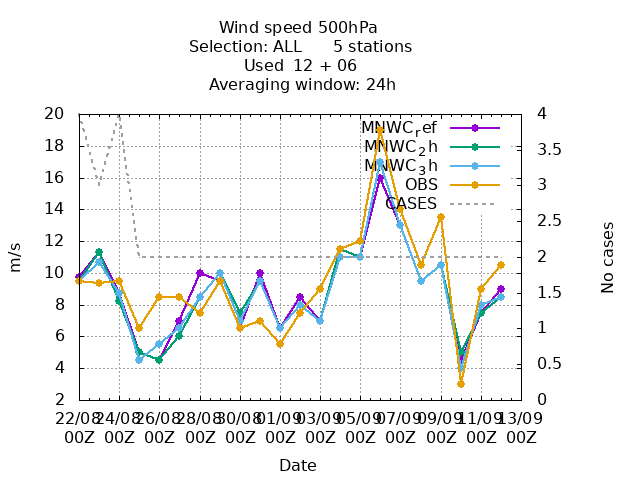 Wind speed 500hPa
Selection: ALL 5 stations
Used 12 + 06
Averaging window: 24h
20 4
MNWCref
18 3.5
MNWC2h
16 3
MNWC3h
OBS
14 2.5
CASES
12 2
10 1.5
8 1
6
4 0.5
2 0
m/s
No cases
22/08 24/08 26/08 28/08 30/08 01/09 03/09 05/09 07/09 09/09 11/09 13/09
00Z 00Z 00Z 00Z 00Z 00Z 00Z 00Z 00Z 00Z 00Z 00Z
Date